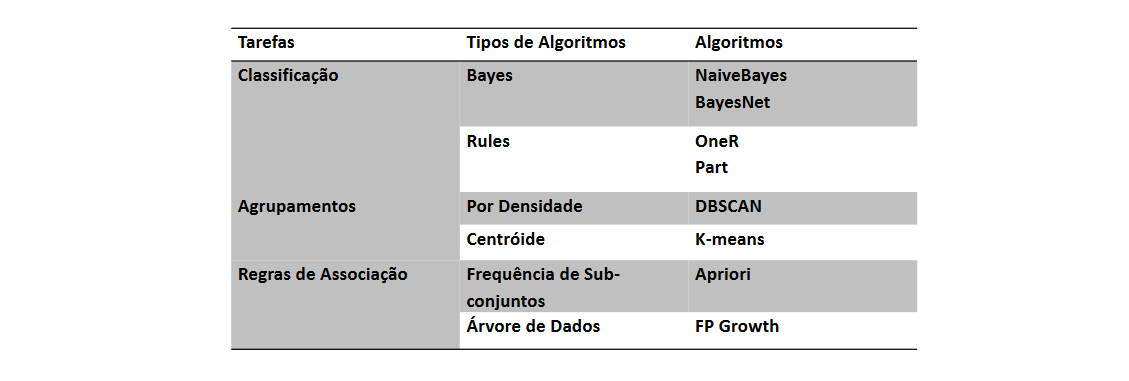 Tarefas Tipos de Algoritmos Algoritmos
Classificação Bayes NaiveBayes
BayesNet
Rules OneR
Part
Agrupamentos Por Densidade DBSCAN
Centróide K-means
Regras de Associação Frequência de Sub- Apriori
conjuntos
Árvore de Dados FP Growth